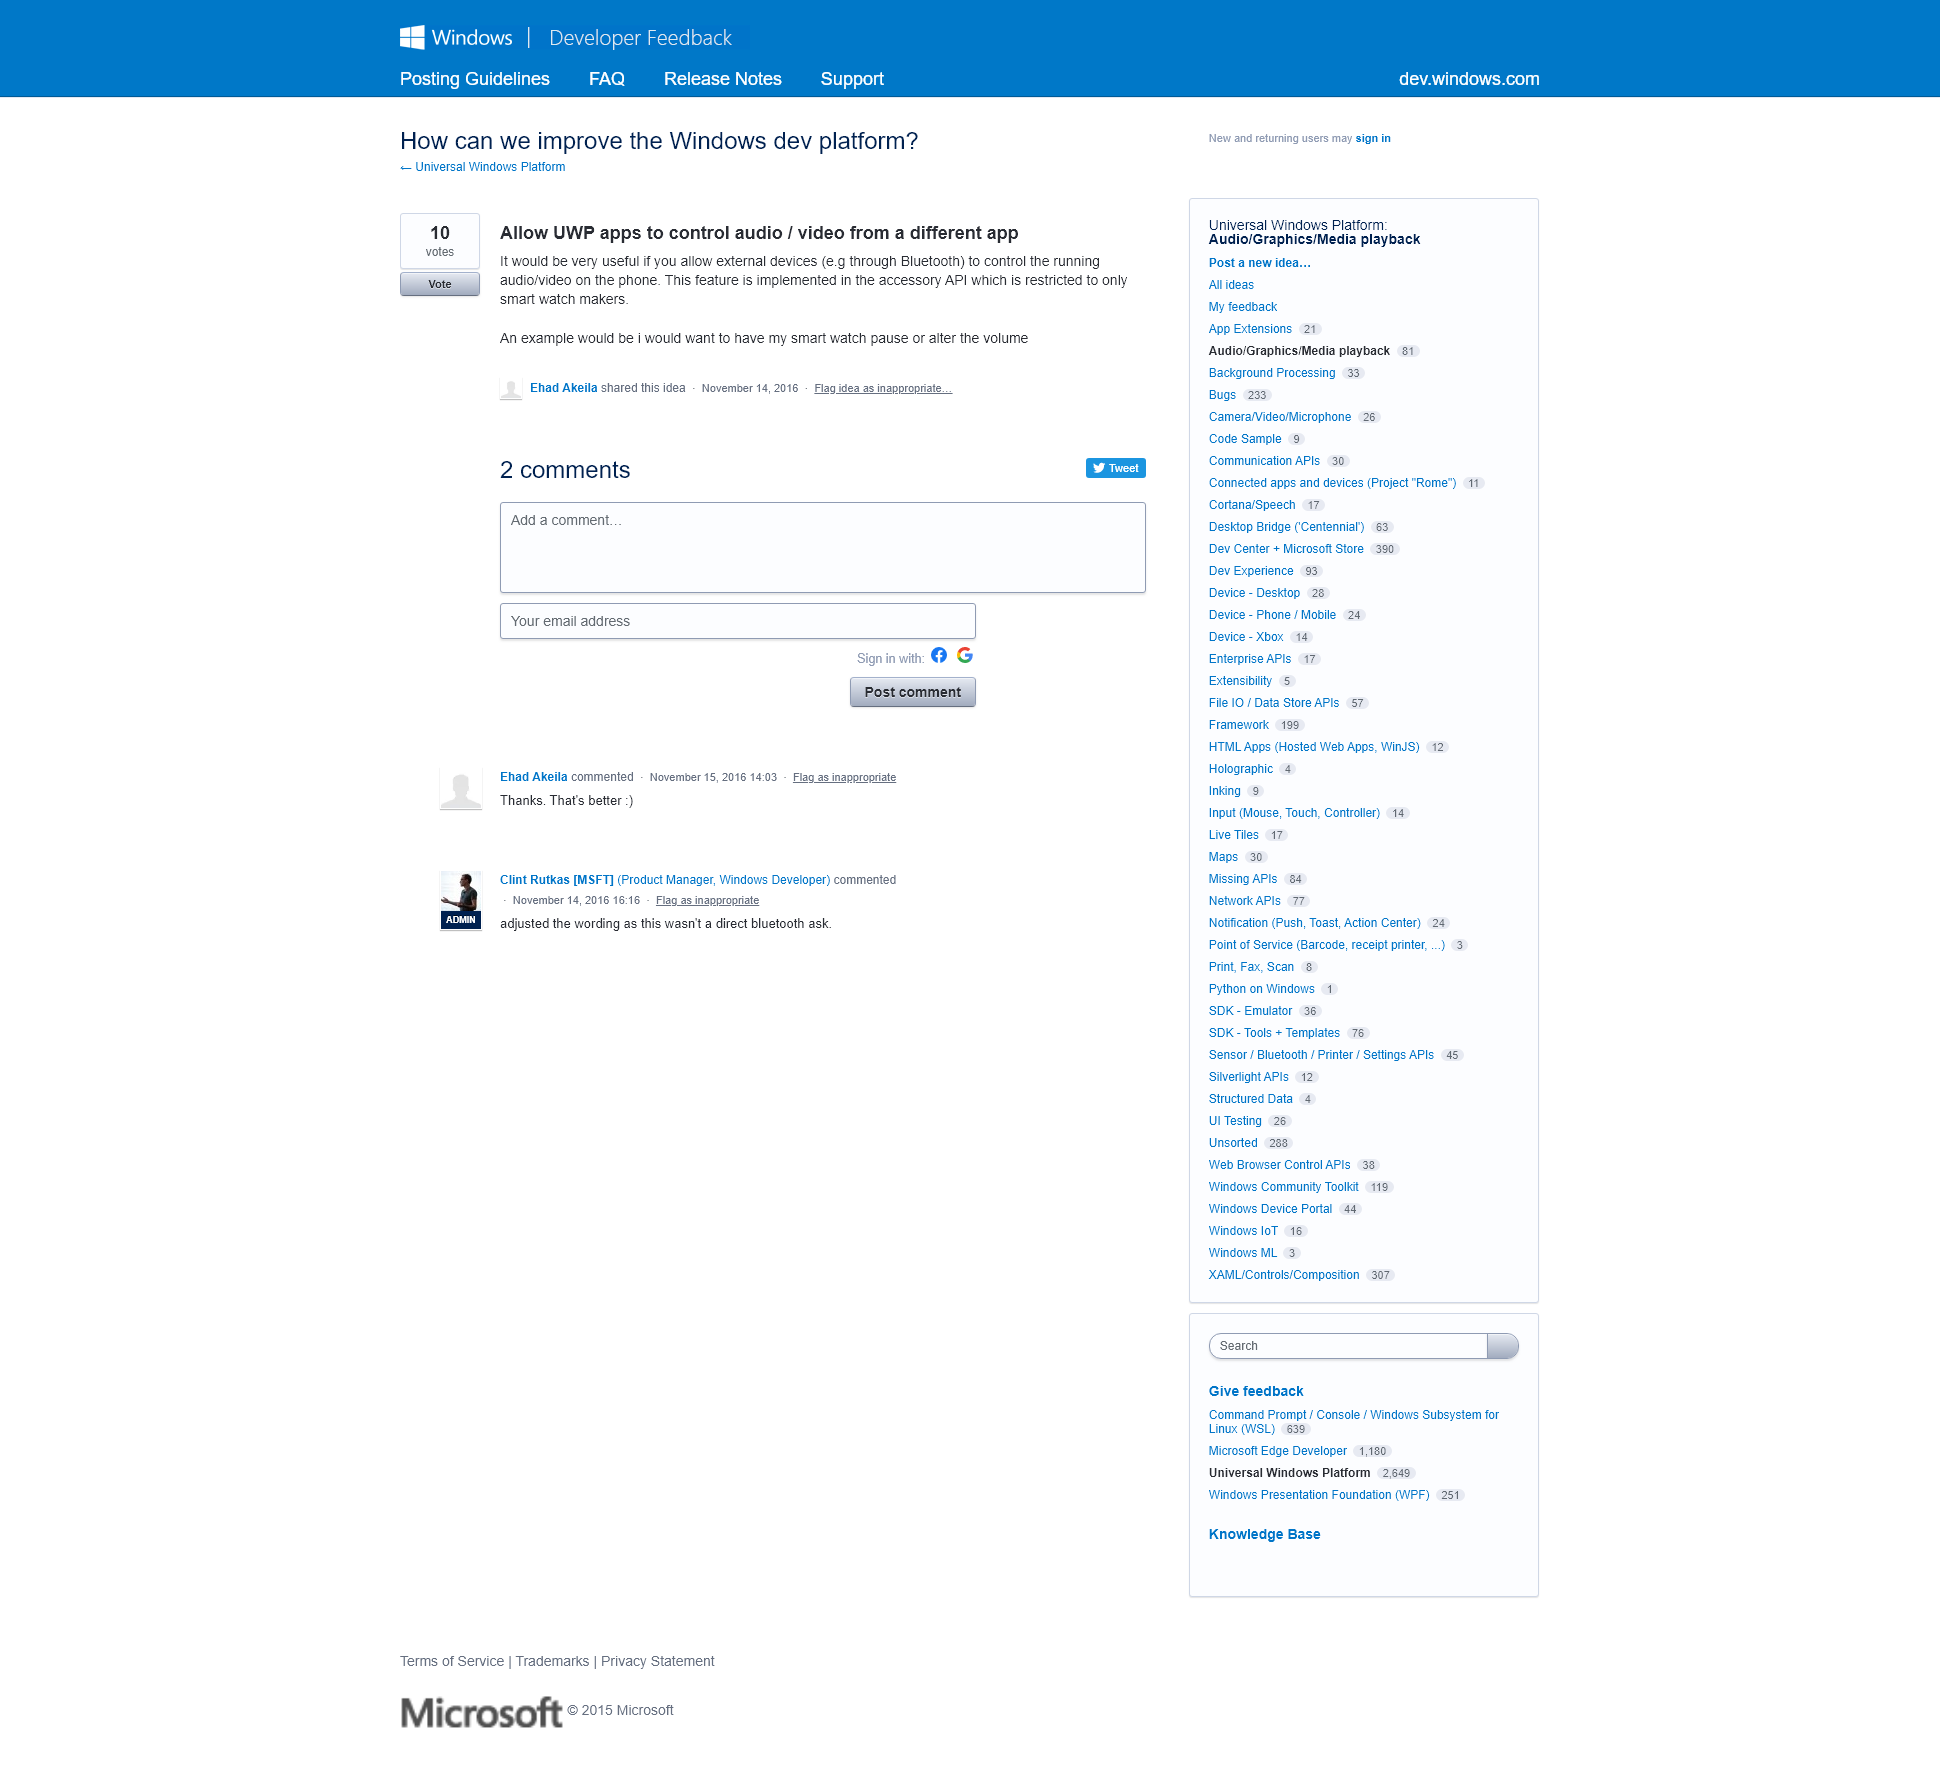 Windows | Developer Feedback
Posting Guidelines FAQ Release Notes Support dev.windows.com
How can we improve the Windows dev platform?
← Universal Windows Platform
New and returning users may sign in
10
votes
Vote
Allow UWP apps to control audio / video from a different app
It would be very useful if you allow external devices (e.g through Bluetooth) to control the running
audio/video on the phone. This feature is implemented in the accessory API which is restricted to only
smart watch makers.
An example would be i would want to have my smart watch pause or alter the volume
Ehad Akeila shared this idea · November 14, 2016 · Flag idea as inappropriate…
2 comments
Tweet
Add a comment…
Your email address
Sign in with:
Post comment
Ehad Akeila commented · November 15, 2016 14:03 · Flag as inappropriate
Thanks. That's better :)
ADMIN
Clint Rutkas [MSFT] (Product Manager, Windows Developer) commented
· November 14, 2016 16:16 · Flag as inappropriate
adjusted the wording as this wasn't a direct bluetooth ask.
Universal Windows Platform:
Audio/Graphics/Media playback
Post a new idea…
All ideas
My feedback
App Extensions 21
Audio/Graphics/Media playback 81
Background Processing 33
Bugs 233
Camera/Video/Microphone 26
Code Sample 9
Communication APIs 30
Connected apps and devices (Project "Rome") 11
Cortana/Speech 17
Desktop Bridge ('Centennial') 63
Dev Center + Microsoft Store 390
Dev Experience 93
Device - Desktop 28
Device - Phone / Mobile 24
Device - Xbox 14
Enterprise APIs 17
Extensibility 5
File IO / Data Store APIs 57
Framework 199
HTML Apps (Hosted Web Apps, WinJS) 12
Holographic 4
Inking 9
Input (Mouse, Touch, Controller) 14
Live Tiles 17
Maps 30
Missing APIs 84
Network APIs 77
Notification (Push, Toast, Action Center) 24
Point of Service (Barcode, receipt printer, ...) 3
Print, Fax, Scan 8
Python on Windows 1
SDK - Emulator 36
SDK - Tools + Templates 76
Sensor / Bluetooth / Printer / Settings APIs 45
Silverlight APIs 12
Structured Data 4
UI Testing 26
Unsorted 288
Web Browser Control APIs 38
Windows Community Toolkit 119
Windows Device Portal 44
Windows IoT 16
Windows ML 3
XAML/Controls/Composition 307
Search
Give feedback
Command Prompt / Console / Windows Subsystem for
Linux (WSL) 639
Microsoft Edge Developer 1,180
Universal Windows Platform 2,649
Windows Presentation Foundation (WPF) 251
Knowledge Base
Terms of Service | Trademarks | Privacy Statement
Microsoft © 2015 Microsoft